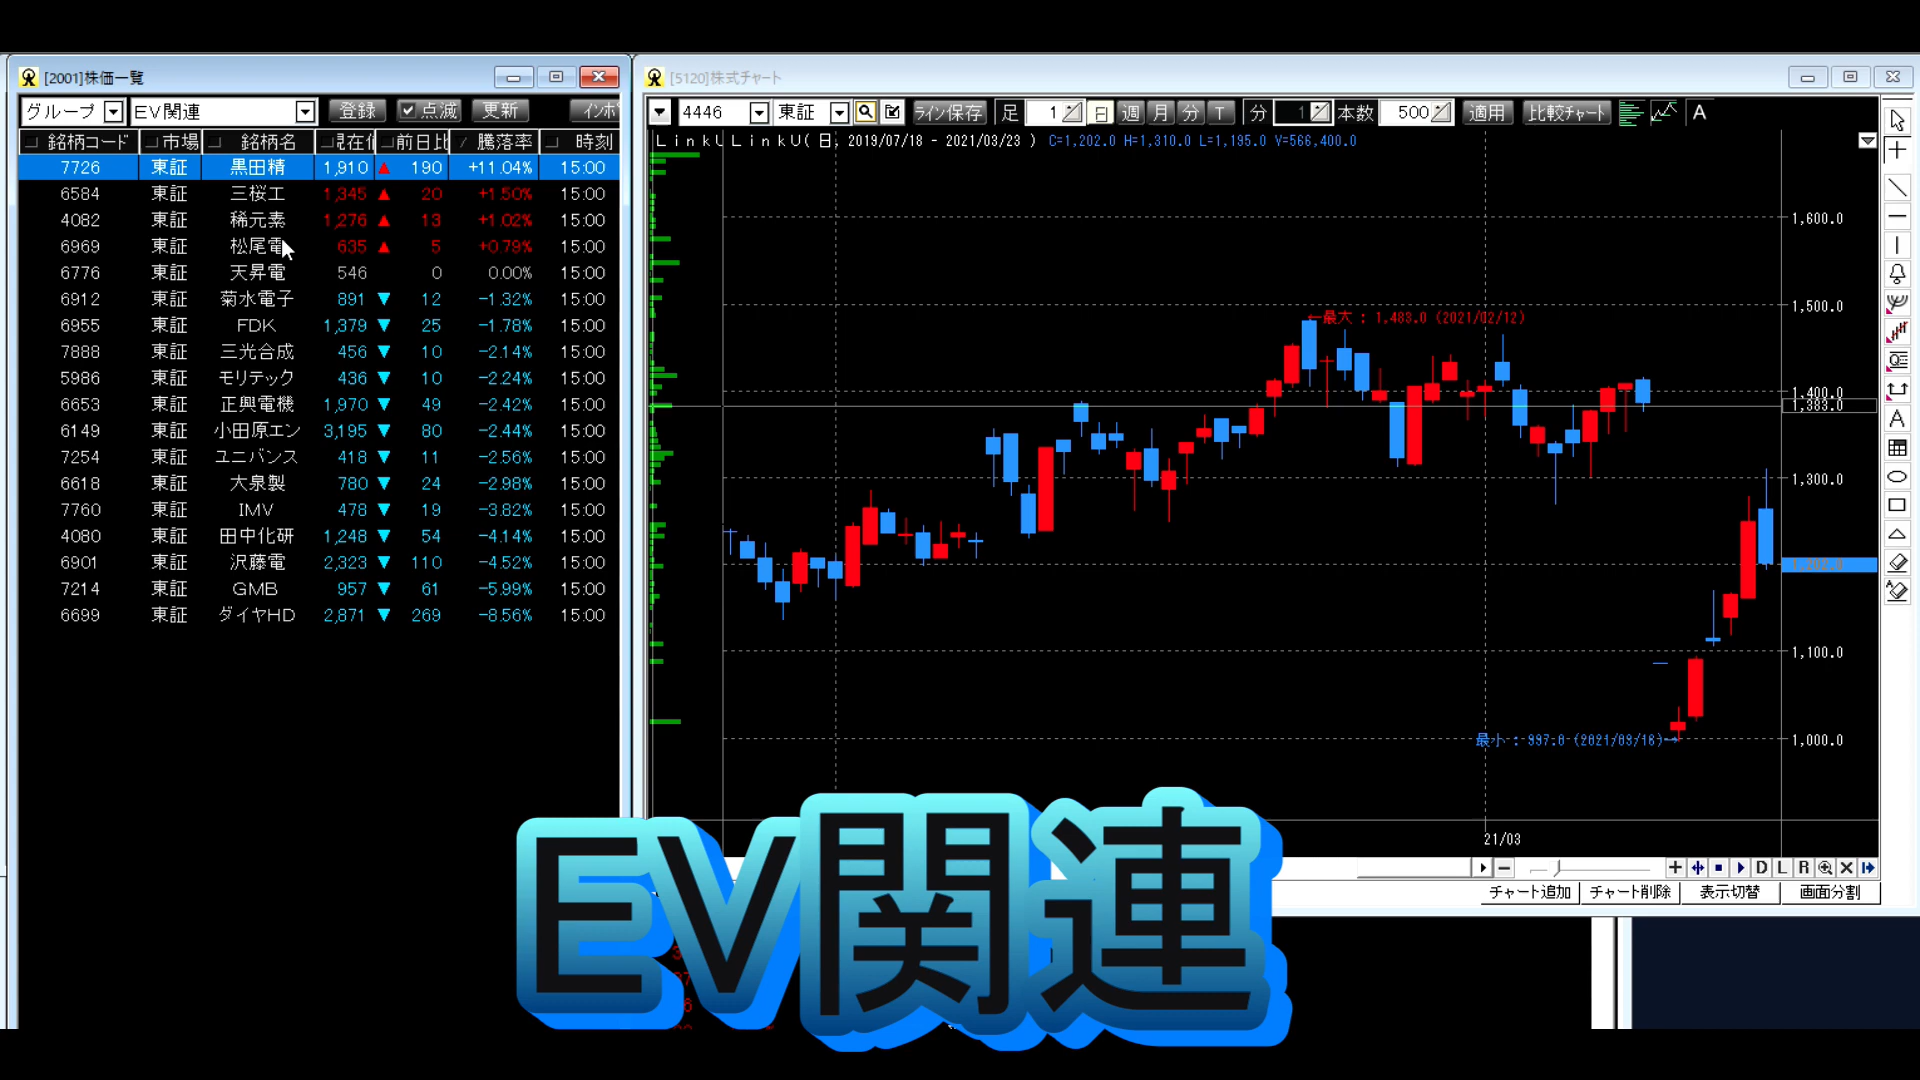 [2001]株価一覧
グループ EV関連 登録 点滅 更新
銘柄コード 市場 銘柄名 現在値 前日比 騰落率 時刻
7726 東証 黒田精 1,910 ▲ 190 +11.04% 15:00
6584 東証 三桜工 1,345 ▲ 20 +1.50% 15:00
4082 東証 稀元素 1,276 ▲ 13 +1.02% 15:00
6969 東証 松尾電 635 ▲ 5 +0.79% 15:00
6776 東証 天昇電 546 0 0.00% 15:00
6912 東証 菊水電子 891 ▼ 12 -1.32% 15:00
6955 東証 FDK 1,379 ▼ 25 -1.78% 15:00
7888 東証 三光合成 456 ▼ 10 -2.14% 15:00
5986 東証 モリテック 436 ▼ 10 -2.24% 15:00
6653 東証 正興電機 1,970 ▼ 49 -2.42% 15:00
6149 東証 小田原エン 3,195 ▼ 80 -2.44% 15:00
7254 東証 ユニバンス 418 ▼ 11 -2.56% 15:00
6618 東証 大泉製 780 ▼ 24 -2.98% 15:00
7760 東証 IMV 478 ▼ 19 -3.82% 15:00
4080 東証 田中化研 1,248 ▼ 54 -4.14% 15:00
6901 東証 沢藤電 2,323 ▼ 110 -4.52% 15:00
7214 東証 GMB 957 ▼ 61 -5.99% 15:00
6699 東証 ダイヤHD 2,871 ▼ 269 -8.56% 15:00
[5120]株式チャート
4446 東証 ライン保存 足 1 日 週 月 分 T 分 1 本数 500 適用 比較チャート A
LinkU LinkU( 日, 2019/07/18 - 2021/03/23 ) C=1,202.0 H=1,310.0 L=1,195.0 V=566,400.0
1,600.0
1,500.0
←最大 : 1,483.0 (2021/02/12)
1,400.0
1,383.0
1,300.0
1,202.0
1,100.0
最小 : 997.0 (2021/03/16)→
1,000.0
21/03
D L R
チャート追加 チャート削除 表示切替 画面分割
EV関連